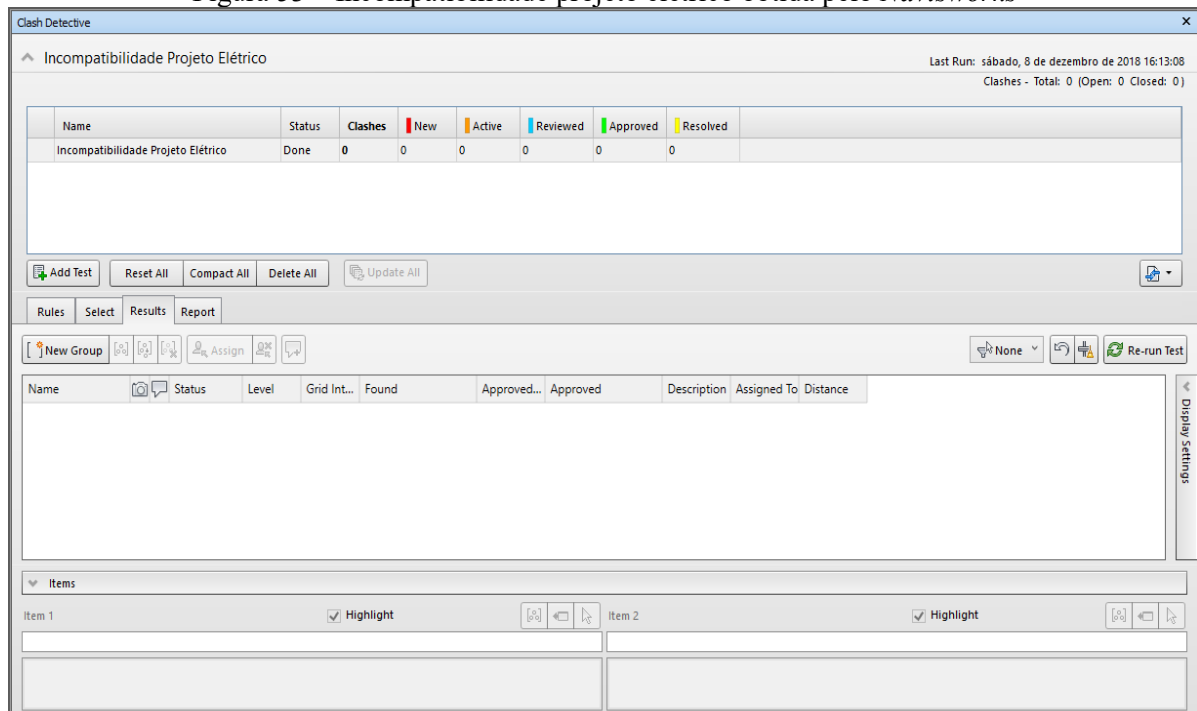 Clash Detective
Incompatibilidade Projeto Elétrico
Last Run: sábado, 8 de dezembro de 2018 16:13:08
Clashes - Total: 0 (Open: 0 Closed: 0)
Name Status Clashes New Active Reviewed Approved Resolved
Incompatibilidade Projeto Elétrico Done 0 0 0 0 0 0
Add Test Reset All Compact All Delete All Update All
Rules Select Results Report
New Group Assign None Re-run Test
Name Status Level Grid Int... Found Approved... Approved Description Assigned To Distance
Display Settings
Items
Item 1 Highlight Item 2 Highlight